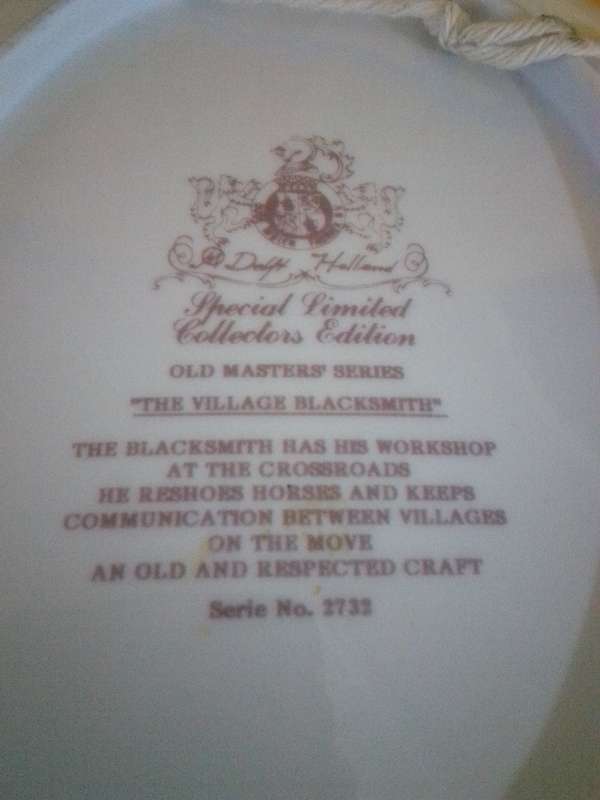 Delft Holland
Special Limited
Collectors Edition
OLD MASTERS' SERIES
"THE VILLAGE BLACKSMITH"
THE BLACKSMITH HAS HIS WORKSHOP
AT THE CROSSROADS
HE RESHOES HORSES AND KEEPS
COMMUNICATION BETWEEN VILLAGES
ON THE MOVE
AN OLD AND RESPECTED CRAFT
Serie No. 2732